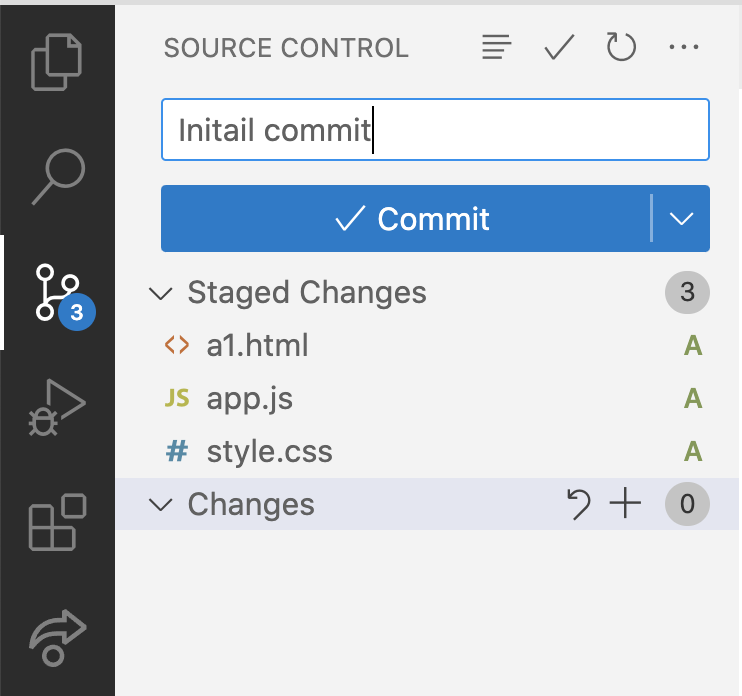 SOURCE CONTROL
Initail commit
Commit
Staged Changes 3
3
<> a1.html A
JS app.js A
# style.css A
Changes 0